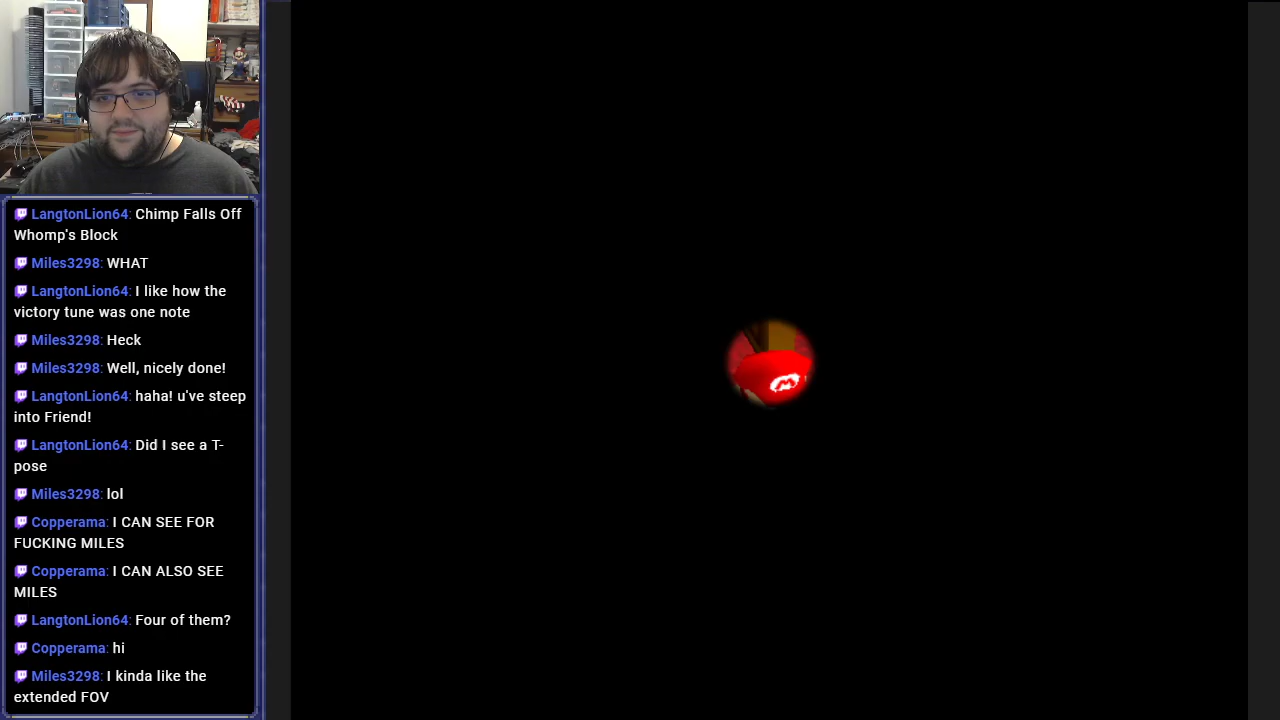 LangtonLion64: Chimp Falls Off
Whomp's Block
Miles3298: WHAT
LangtonLion64: I like how the
victory tune was one note
Miles3298: Heck
Miles3298: Well, nicely done!
LangtonLion64: haha! u've steep
into Friend!
LangtonLion64: Did I see a T-
pose
Miles3298: lol
Copperama: I CAN SEE FOR
FUCKING MILES
Copperama: I CAN ALSO SEE
MILES
LangtonLion64: Four of them?
Copperama: hi
Miles3298: I kinda like the
extended FOV
M